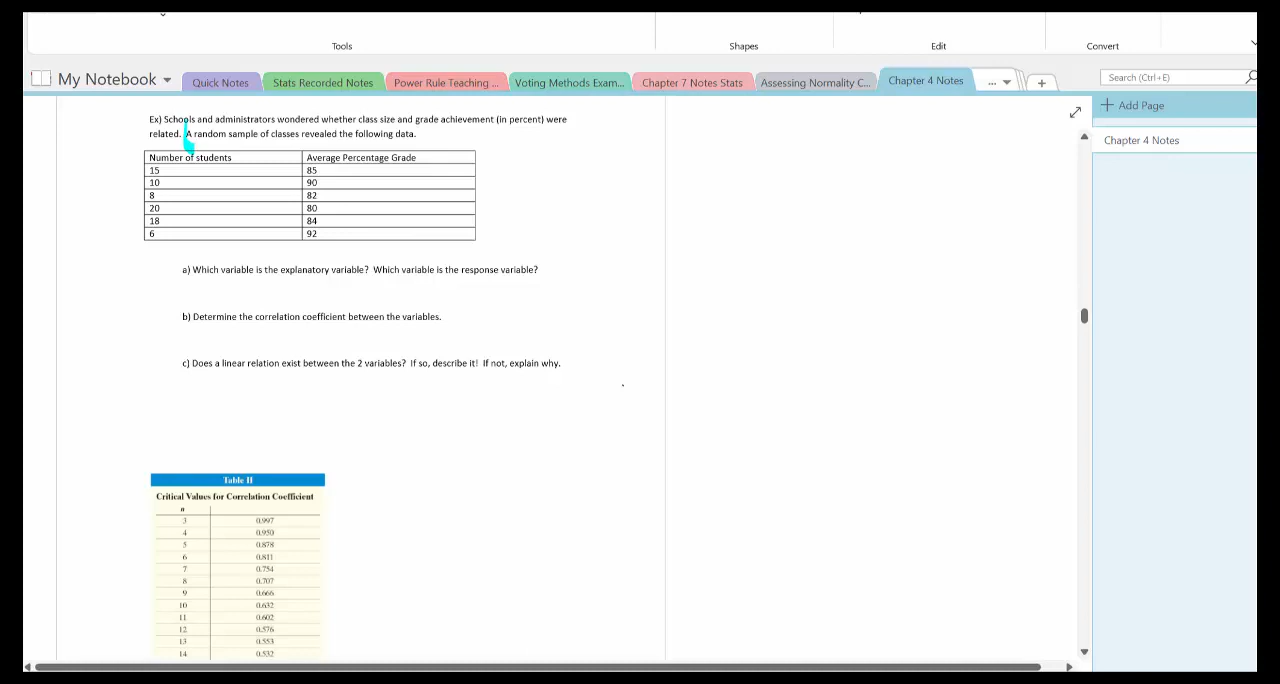 Tools
Shapes
Edit
Convert
My Notebook
Quick Notes
Stats Recorded Notes
Power Rule Teaching ...
Voting Methods Exam...
Chapter 7 Notes Stats
Assessing Normality C...
Chapter 4 Notes
...
+
Search (Ctrl+E)
+ Add Page
Chapter 4 Notes
Ex) Schools and administrators wondered whether class size and grade achievement (in percent) were
related. A random sample of classes revealed the following data.
Number of students Average Percentage Grade
15 85
10 90
8 82
20 80
18 84
6 92
a) Which variable is the explanatory variable? Which variable is the response variable?
b) Determine the correlation coefficient between the variables.
c) Does a linear relation exist between the 2 variables? If so, describe it! If not, explain why.
Table II
Critical Values for Correlation Coefficient
n
3 0.997
4 0.950
5 0.878
6 0.811
7 0.754
8 0.707
9 0.666
10 0.632
11 0.602
12 0.576
13 0.553
14 0.532